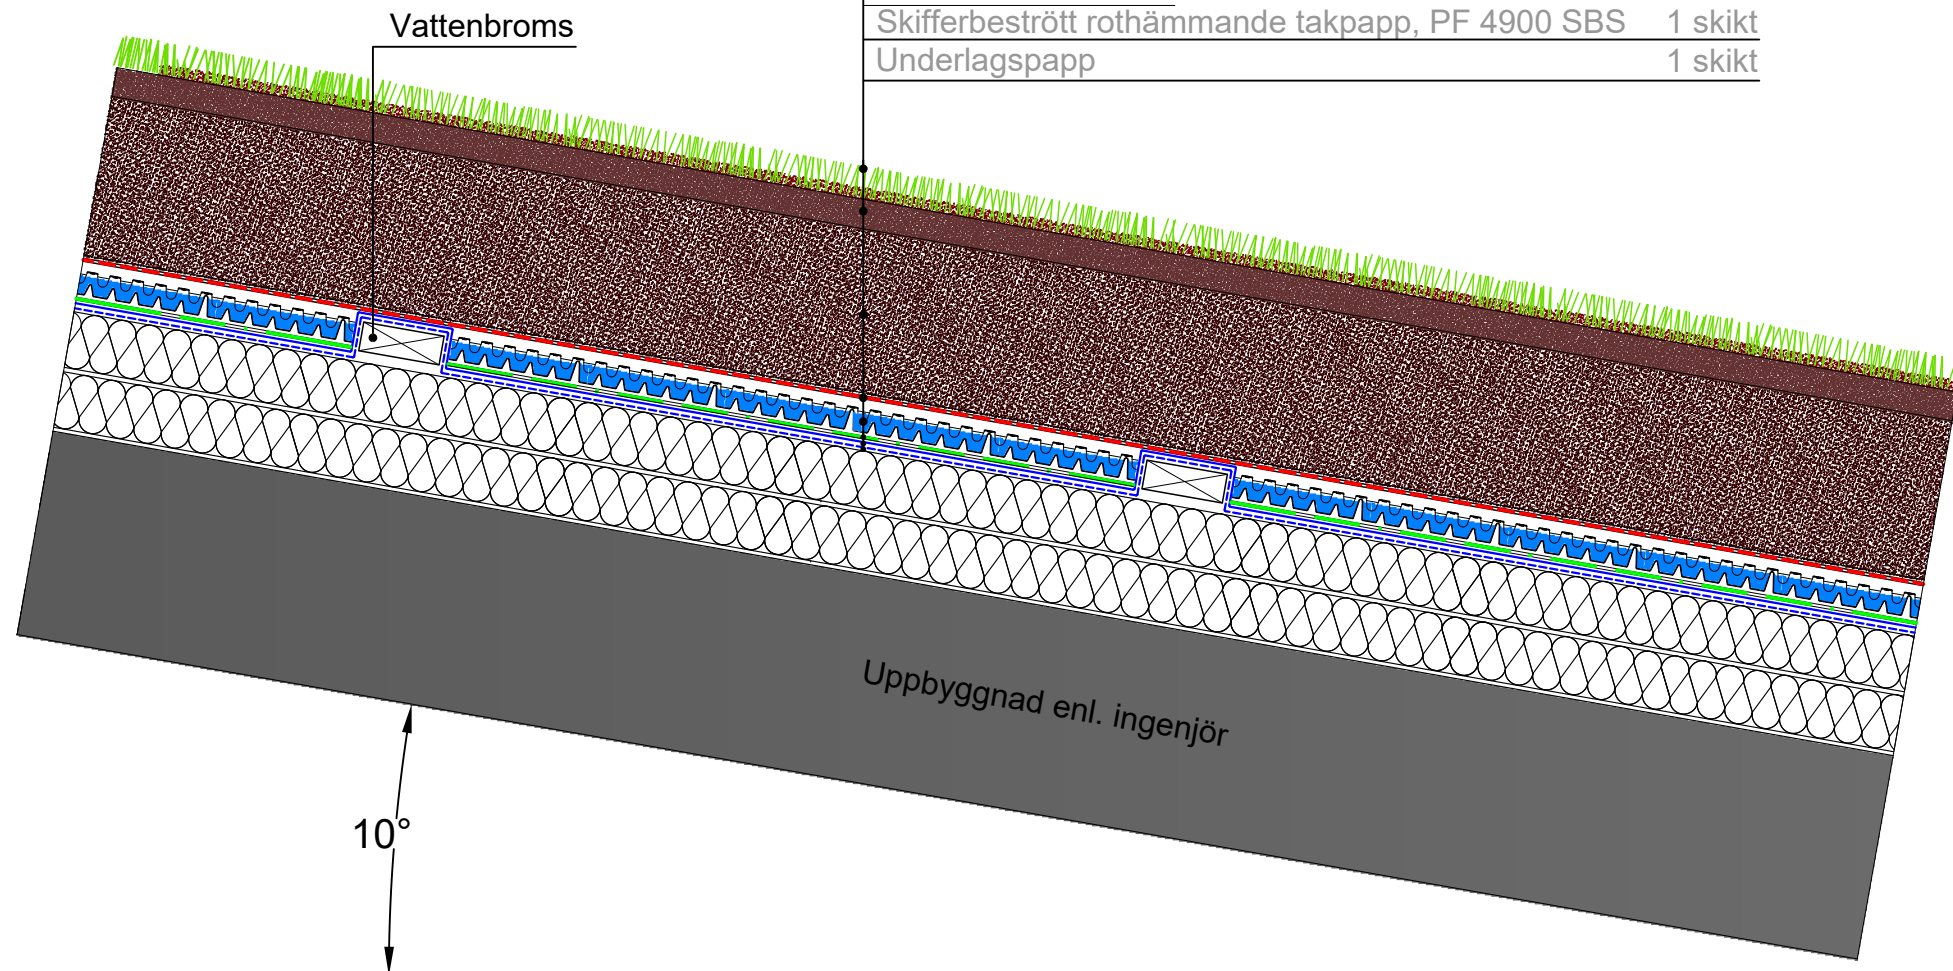 Vattenbroms
Skifferbestrött rothämmande takpapp, PF 4900 SBS 1 skikt
Underlagspapp 1 skikt
Uppbyggnad enl. ingenjör
10°